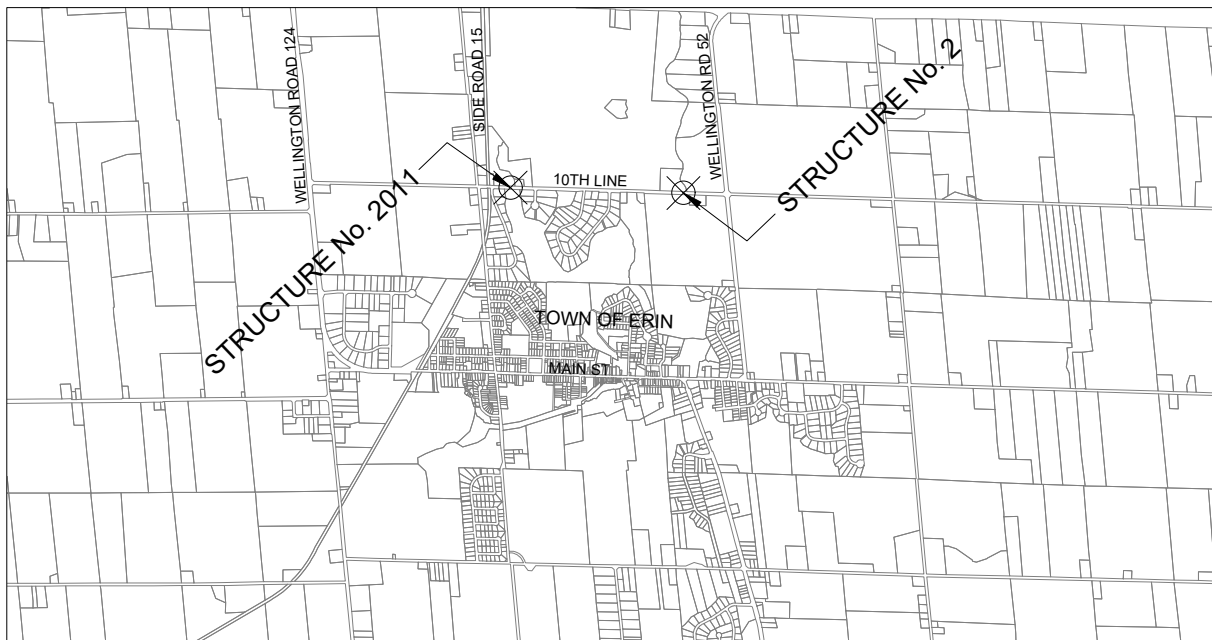 WELLINGTON ROAD 124
SIDE ROAD 15
WELLINGTON RD 52
STRUCTURE No. 2
10TH LINE
STRUCTURE No. 2011
TOWN OF ERIN
MAIN ST